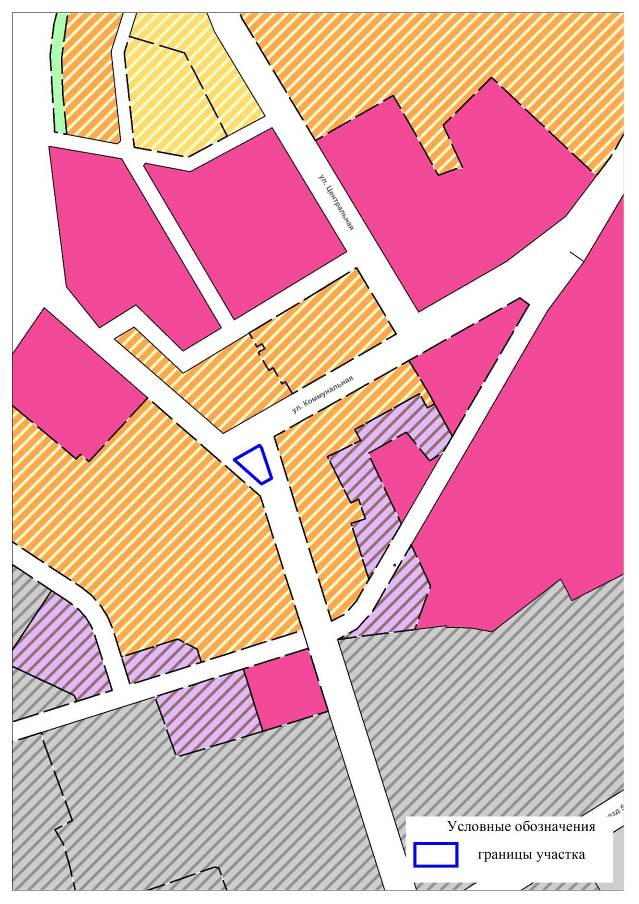 ул. Центральная
ул. Коммунальная
Условные обозначения
границы участка